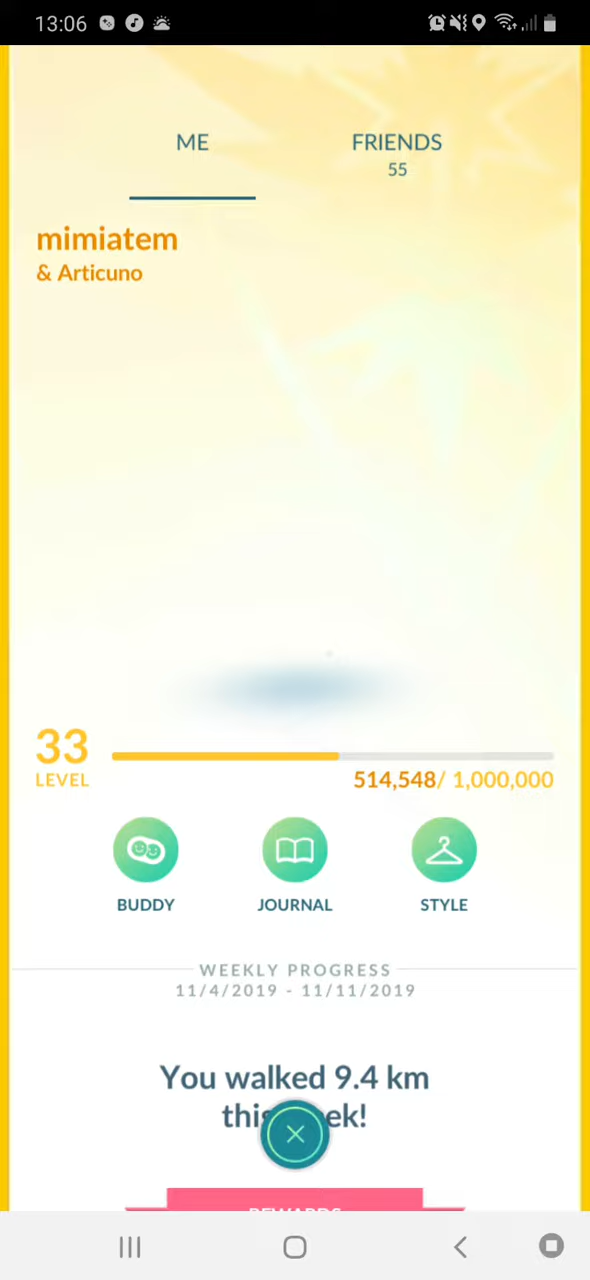 13:06
ME
FRIENDS
55
mimiatem
& Articuno
33
LEVEL
514,548/ 1,000,000
BUDDY
JOURNAL
STYLE
WEEKLY PROGRESS
11/4/2019 - 11/11/2019
You walked 9.4 km